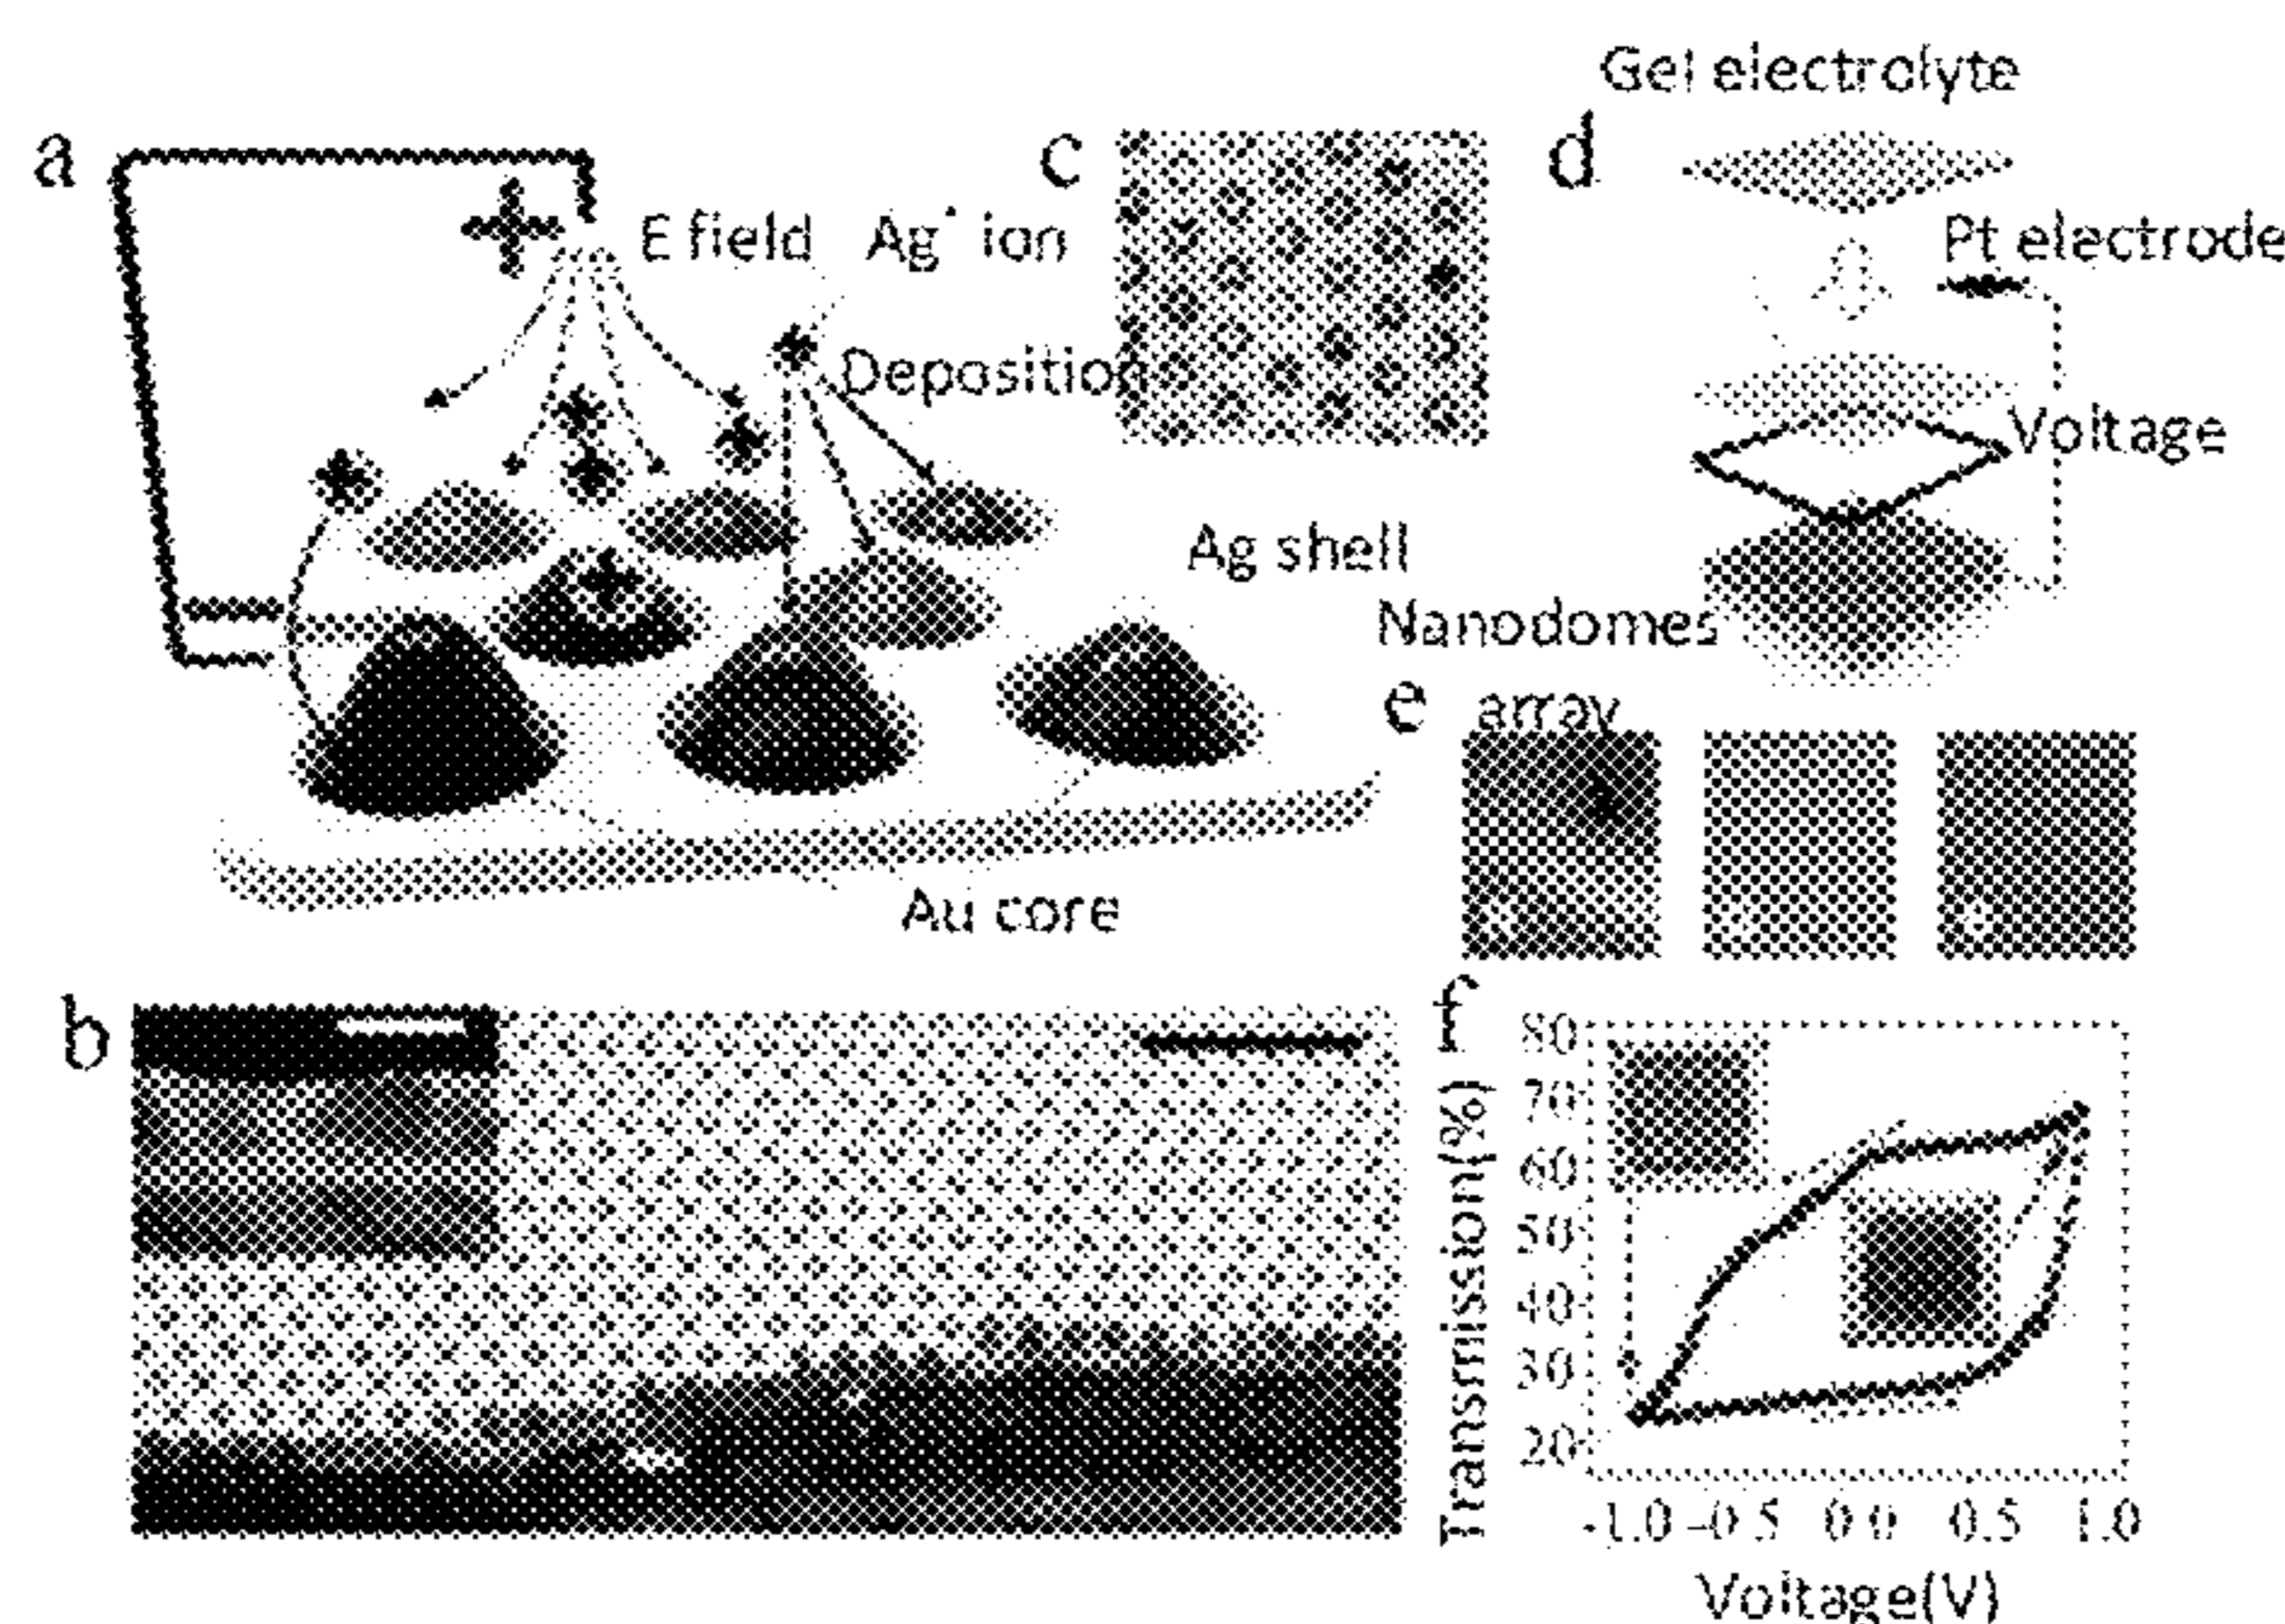 a
E field
Ag⁺ ion
Deposition
Ag shell
Au core
b
c
d
Gel electrolyte
Pt electrode
Voltage
Nanodomes
array
e
f
Transmission(%)
80
70
60
50
40
30
20
-1.0 -0.5 0.0 0.5 1.0
Voltage(V)